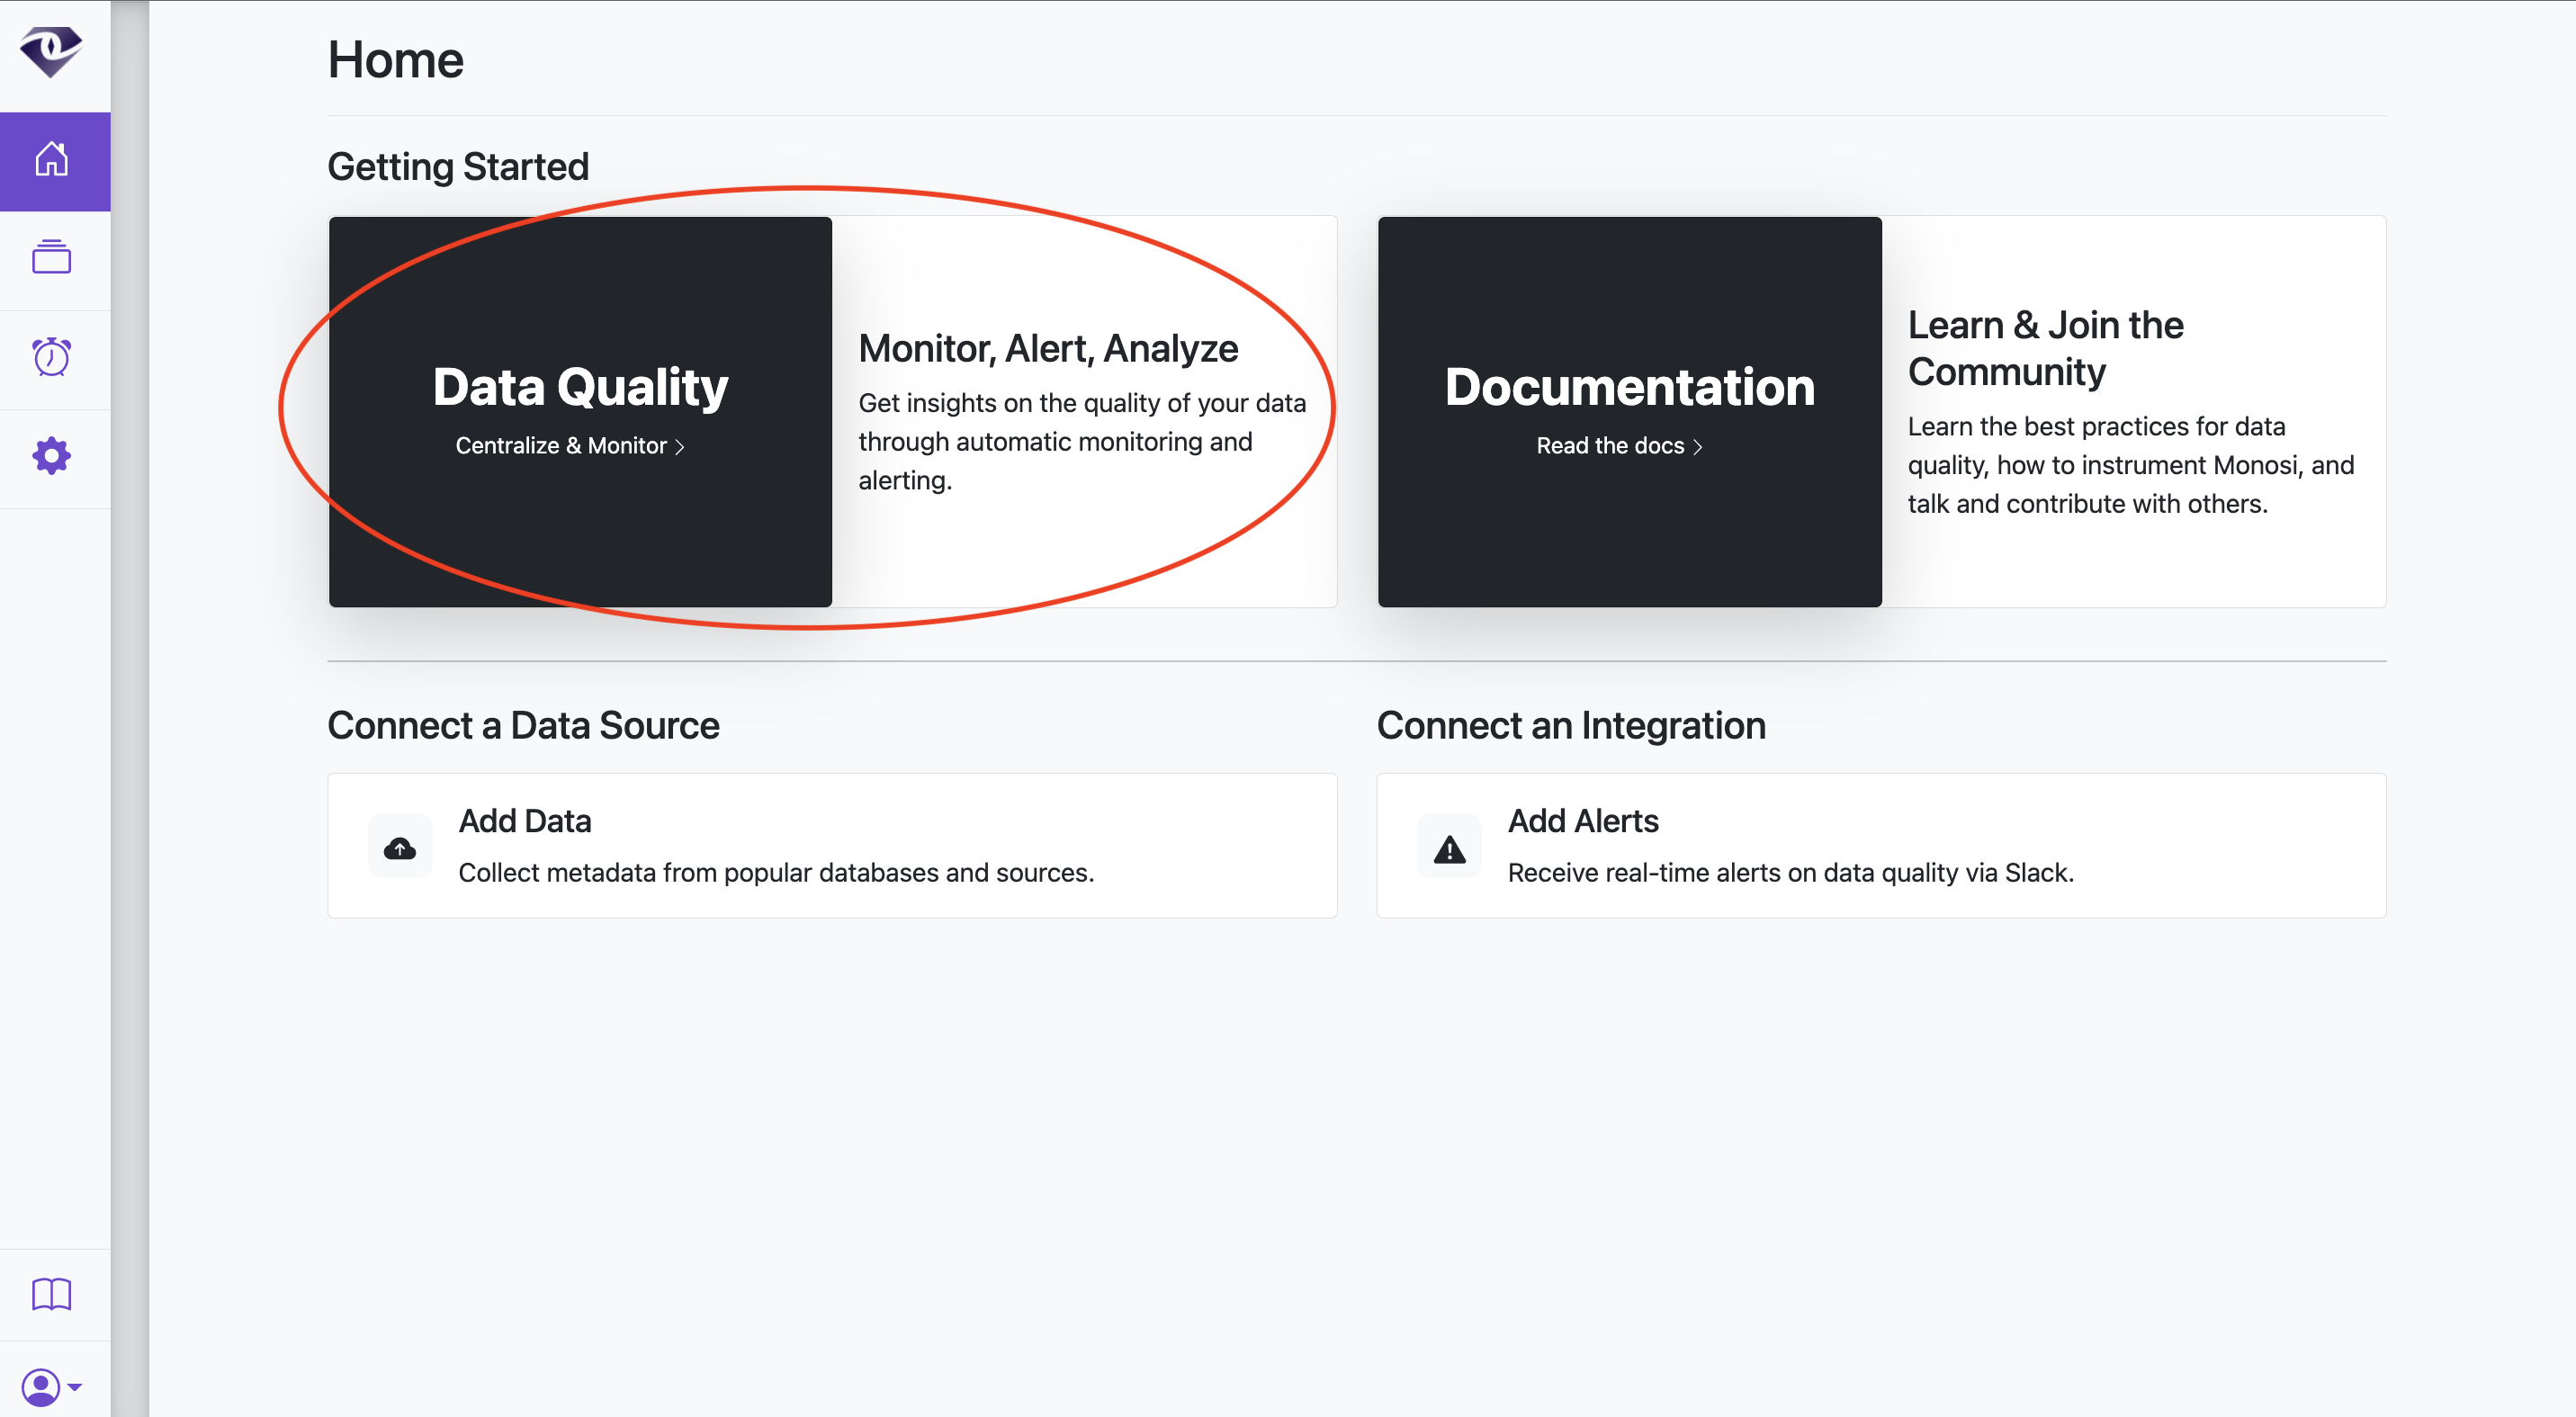 Home
Getting Started
Data Quality
Centralize & Monitor
Monitor, Alert, Analyze
Get insights on the quality of your data
through automatic monitoring and
alerting.
Documentation
Read the docs
Learn & Join the
Community
Learn the best practices for data
quality, how to instrument Monosi, and
talk and contribute with others.
Connect a Data Source
Add Data
Collect metadata from popular databases and sources.
Connect an Integration
Add Alerts
Receive real-time alerts on data quality via Slack.